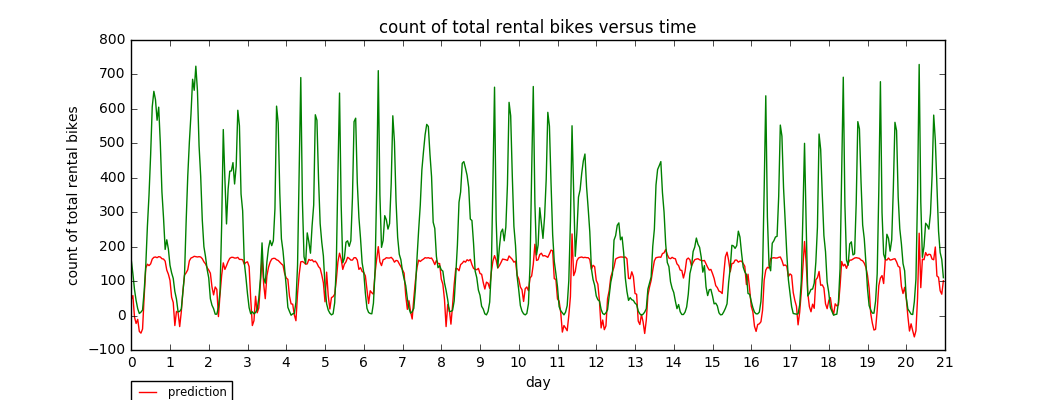 count of total rental bikes versus time
800
700
600
500
400
300
200
100
0
−100
count of total rental bikes
0 1 2 3 4 5 6 7 8 9 10 11 12 13 14 15 16 17 18 19 20 21
day
prediction